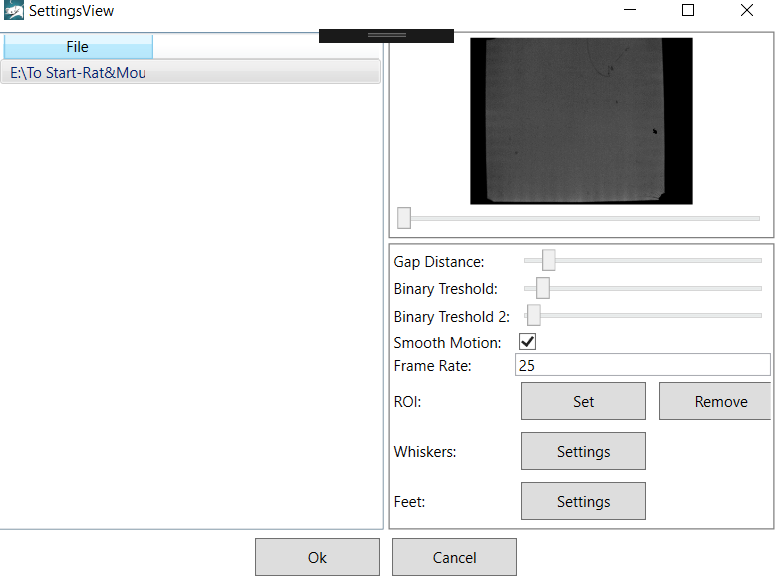 SettingsView
File
E:\To Start-Rat&Mou
Gap Distance:
Binary Treshold:
Binary Treshold 2:
Smooth Motion:
Frame Rate: 25
ROI: Set Remove
Whiskers: Settings
Feet: Settings
Ok Cancel